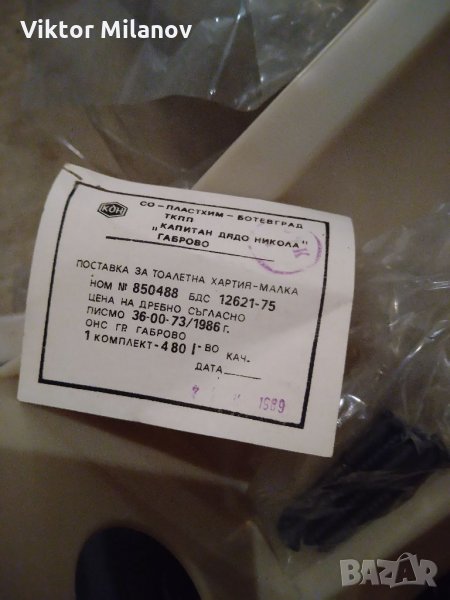 Viktor Milanov
КДН
СО-ПЛАСТХИМ-БОТЕВГРАД
ТКПП
„КАПИТАН ДЯДО НИКОЛА"
ГАБРОВО
ПОСТАВКА ЗА ТОАЛЕТНА ХАРТИЯ-МАЛКА
НОМ № 850488 БДС 12621-75
ЦЕНА НА ДРЕБНО СЪГЛАСНО
ПИСМО 36-00-73/1986 Г.
ОНС ГР. ГАБРОВО
1 КОМПЛЕКТ-4 80 -ВО КАЧ.
ДАТА
1989
BAZAR